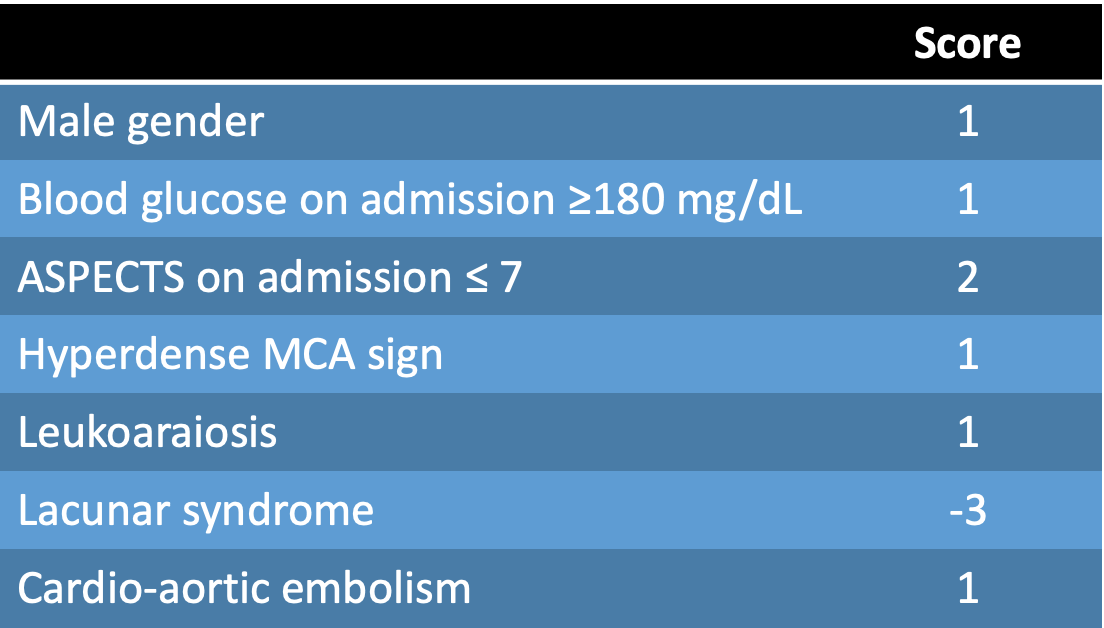 Score
Male gender 1
Blood glucose on admission ≥180 mg/dL 1
ASPECTS on admission ≤ 7 2
Hyperdense MCA sign 1
Leukoaraiosis 1
Lacunar syndrome -3
Cardio-aortic embolism 1